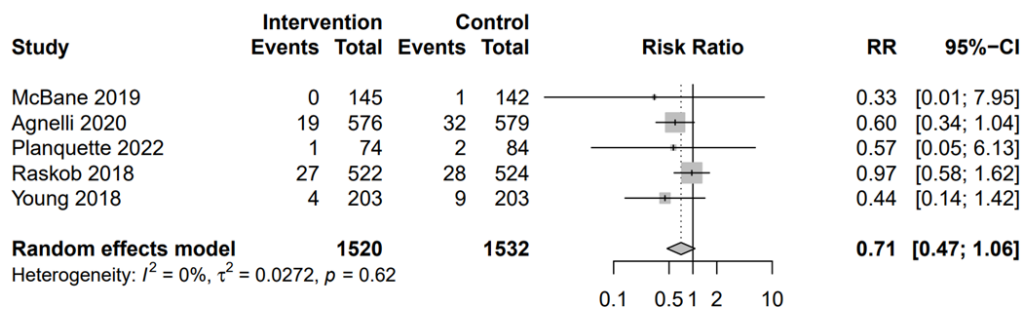 Intervention Control
Study Events Total Events Total Risk Ratio RR 95%−CI
McBane 2019 0 145 1 142 0.33 [0.01; 7.95]
Agnelli 2020 19 576 32 579 0.60 [0.34; 1.04]
Planquette 2022 1 74 2 84 0.57 [0.05; 6.13]
Raskob 2018 27 522 28 524 0.97 [0.58; 1.62]
Young 2018 4 203 9 203 0.44 [0.14; 1.42]
Random effects model 1520 1532 0.71 [0.47; 1.06]
Heterogeneity: I² = 0%, τ² = 0.0272, p = 0.62
0.1 0.5 1 2 10